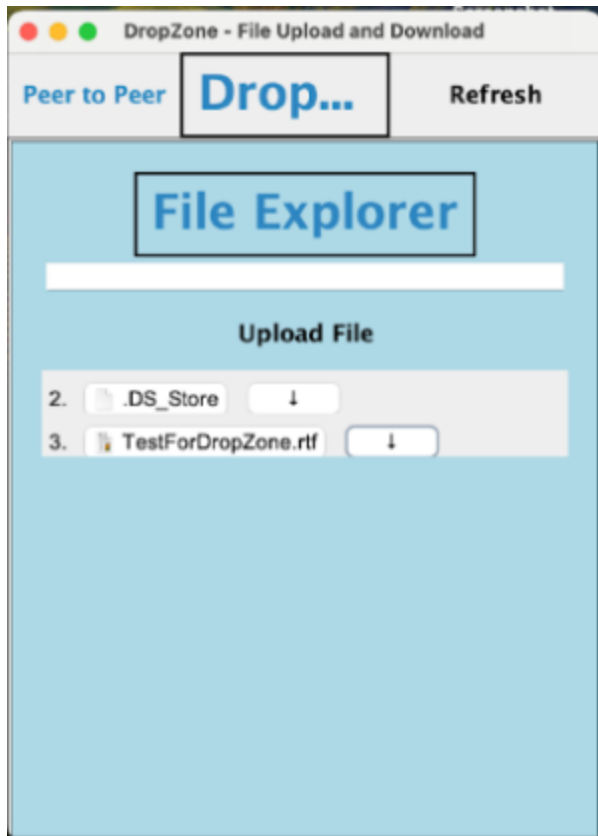 DropZone - File Upload and Download
Peer to Peer Drop... Refresh
File Explorer
Upload File
2. .DS_Store ↓
3. TestForDropZone.rtf ↓